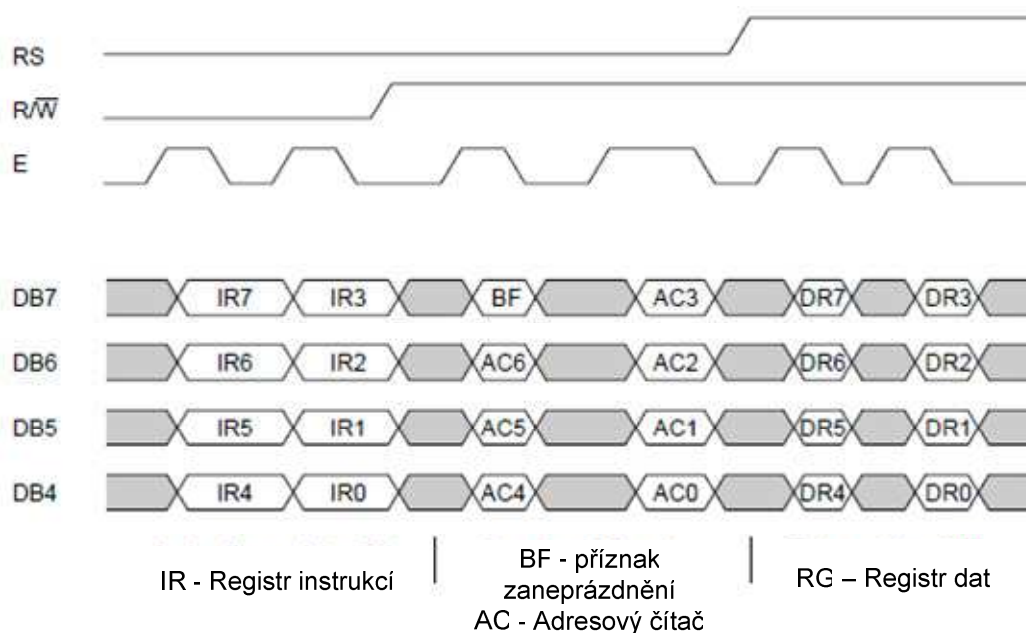 RS
R/W̅
E
DB7 IR7 IR3 BF AC3 DR7 DR3
DB6 IR6 IR2 AC6 AC2 DR6 DR2
DB5 IR5 IR1 AC5 AC1 DR5 DR1
DB4 IR4 IR0 AC4 AC0 DR4 DR0
IR - Registr instrukcí
BF - příznak
zaneprázdnění
AC - Adresový čítač
RG – Registr dat